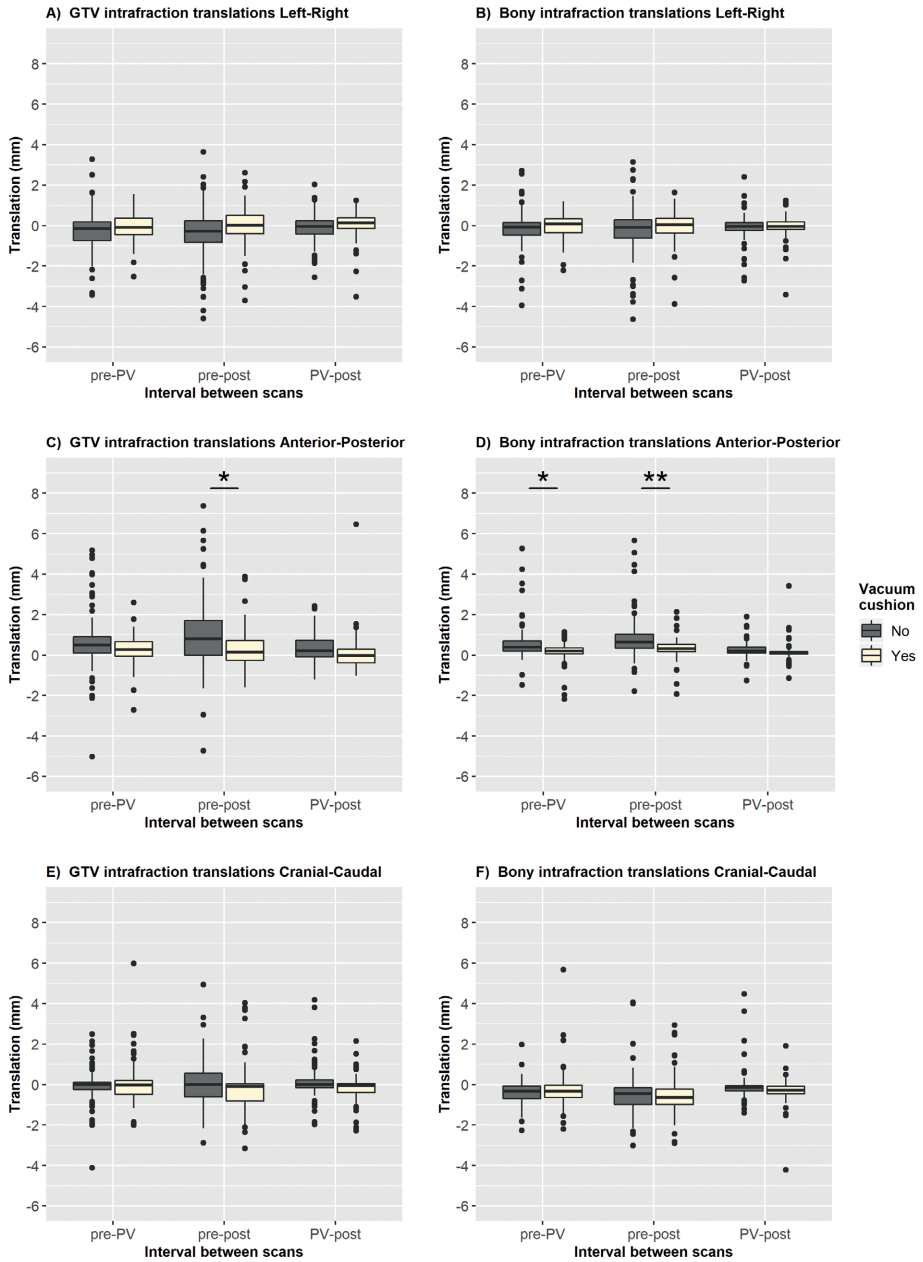 A)  GTV intrafraction translations Left-Right
B)  Bony intrafraction translations Left-Right
Translation (mm)
8
6
4
2
0
-2
-4
-6
pre-PV
pre-post
PV-post
Interval between scans
Translation (mm)
8
6
4
2
0
-2
-4
-6
pre-PV
pre-post
PV-post
Interval between scans
C)  GTV intrafraction translations Anterior-Posterior
D)  Bony intrafraction translations Anterior-Posterior
Translation (mm)
8
6
4
2
0
-2
-4
-6
*
pre-PV
pre-post
PV-post
Interval between scans
Translation (mm)
8
6
4
2
0
-2
-4
-6
*
**
pre-PV
pre-post
PV-post
Interval between scans
Vacuum
cushion
No
Yes
E)  GTV intrafraction translations Cranial-Caudal
F)  Bony intrafraction translations Cranial-Caudal
Translation (mm)
8
6
4
2
0
-2
-4
-6
pre-PV
pre-post
PV-post
Interval between scans
Translation (mm)
8
6
4
2
0
-2
-4
-6
pre-PV
pre-post
PV-post
Interval between scans